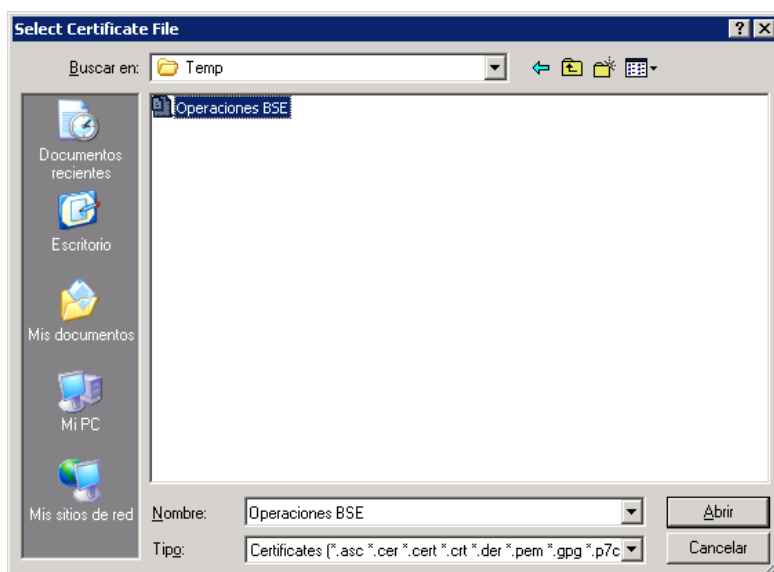 Select Certificate File
Buscar en: Temp
Operaciones BSE
Documentos
recientes
Escritorio
Mis documentos
Mi PC
Mis sitios de red
Nombre: Operaciones BSE Abrir
Tipo: Certificates (*.asc *.cer *.cert *.crt *.der *.pem *.gpg *.p7c Cancelar